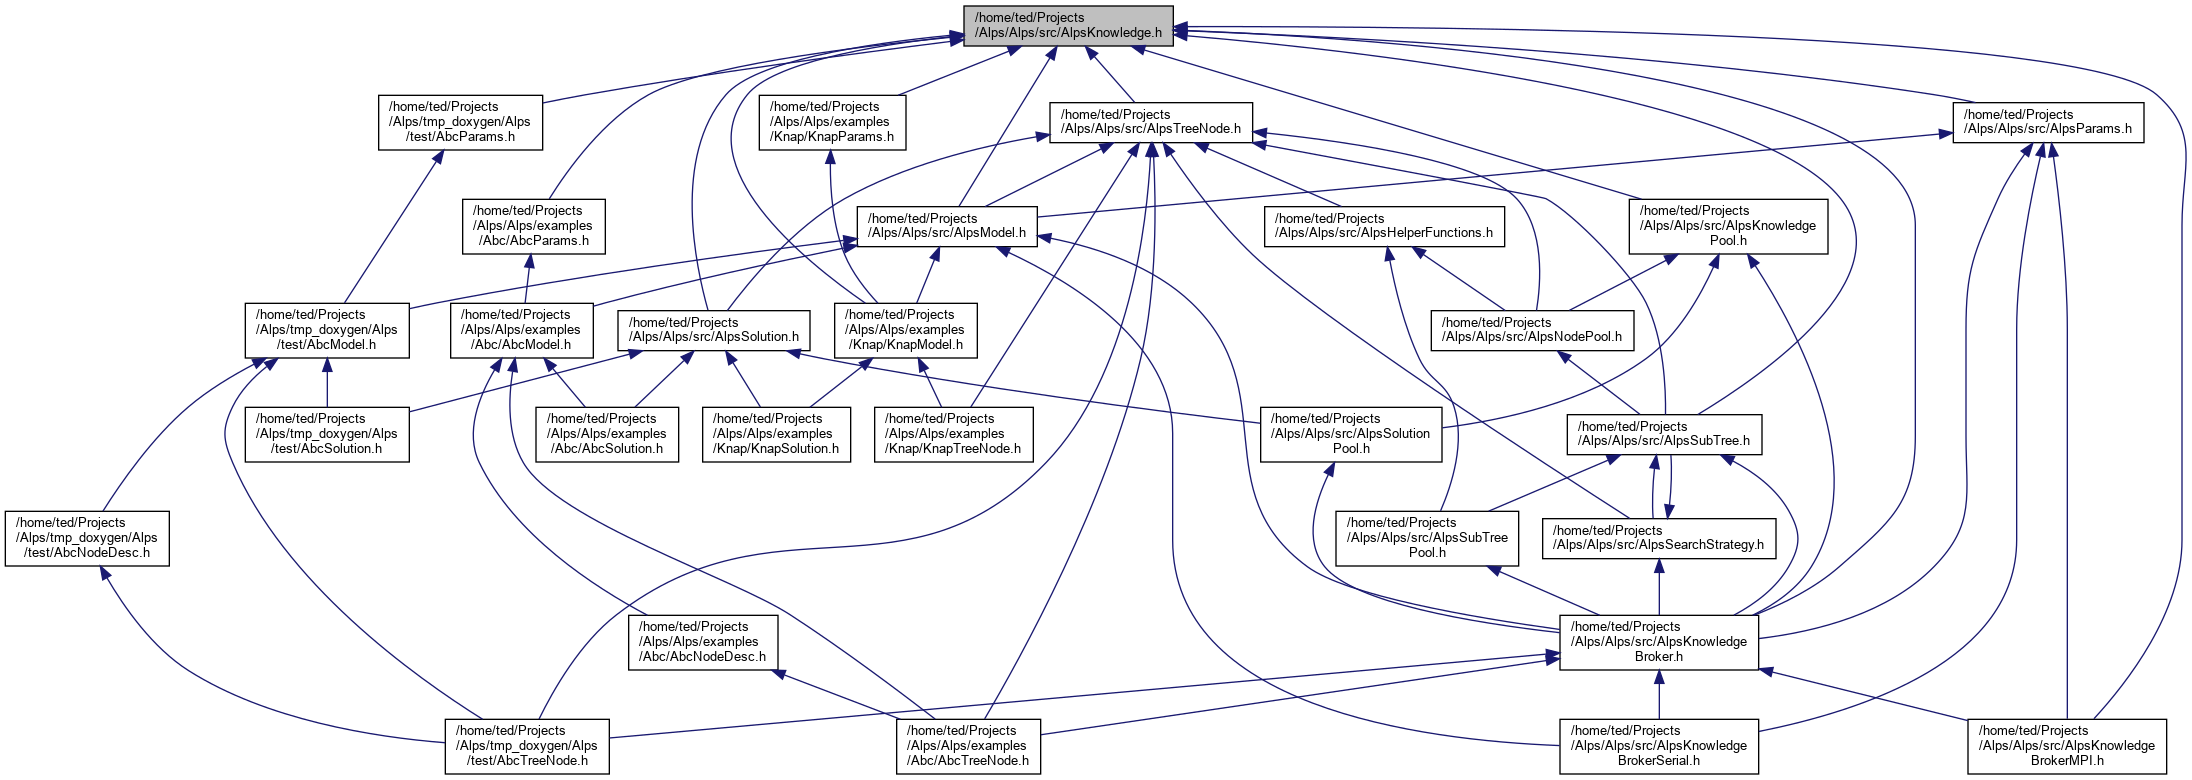 /home/ted/Projects
/Alps/Alps/src/AlpsKnowledge.h
/home/ted/Projects
/Alps/tmp_doxygen/Alps
/test/AbcParams.h
/home/ted/Projects
/Alps/Alps/examples
/Knap/KnapParams.h
/home/ted/Projects
/Alps/Alps/src/AlpsTreeNode.h
/home/ted/Projects
/Alps/Alps/src/AlpsParams.h
/home/ted/Projects
/Alps/Alps/examples
/Abc/AbcParams.h
/home/ted/Projects
/Alps/Alps/src/AlpsModel.h
/home/ted/Projects
/Alps/Alps/src/AlpsHelperFunctions.h
/home/ted/Projects
/Alps/Alps/src/AlpsKnowledge
Pool.h
/home/ted/Projects
/Alps/tmp_doxygen/Alps
/test/AbcModel.h
/home/ted/Projects
/Alps/Alps/examples
/Abc/AbcModel.h
/home/ted/Projects
/Alps/Alps/src/AlpsSolution.h
/home/ted/Projects
/Alps/Alps/examples
/Knap/KnapModel.h
/home/ted/Projects
/Alps/Alps/src/AlpsNodePool.h
/home/ted/Projects
/Alps/tmp_doxygen/Alps
/test/AbcSolution.h
/home/ted/Projects
/Alps/Alps/examples
/Abc/AbcSolution.h
/home/ted/Projects
/Alps/Alps/examples
/Knap/KnapSolution.h
/home/ted/Projects
/Alps/Alps/examples
/Knap/KnapTreeNode.h
/home/ted/Projects
/Alps/Alps/src/AlpsSolution
Pool.h
/home/ted/Projects
/Alps/Alps/src/AlpsSubTree.h
/home/ted/Projects
/Alps/tmp_doxygen/Alps
/test/AbcNodeDesc.h
/home/ted/Projects
/Alps/Alps/src/AlpsSubTree
Pool.h
/home/ted/Projects
/Alps/Alps/src/AlpsSearchStrategy.h
/home/ted/Projects
/Alps/Alps/examples
/Abc/AbcNodeDesc.h
/home/ted/Projects
/Alps/Alps/src/AlpsKnowledge
Broker.h
/home/ted/Projects
/Alps/tmp_doxygen/Alps
/test/AbcTreeNode.h
/home/ted/Projects
/Alps/Alps/examples
/Abc/AbcTreeNode.h
/home/ted/Projects
/Alps/Alps/src/AlpsKnowledge
BrokerSerial.h
/home/ted/Projects
/Alps/Alps/src/AlpsKnowledge
BrokerMPI.h